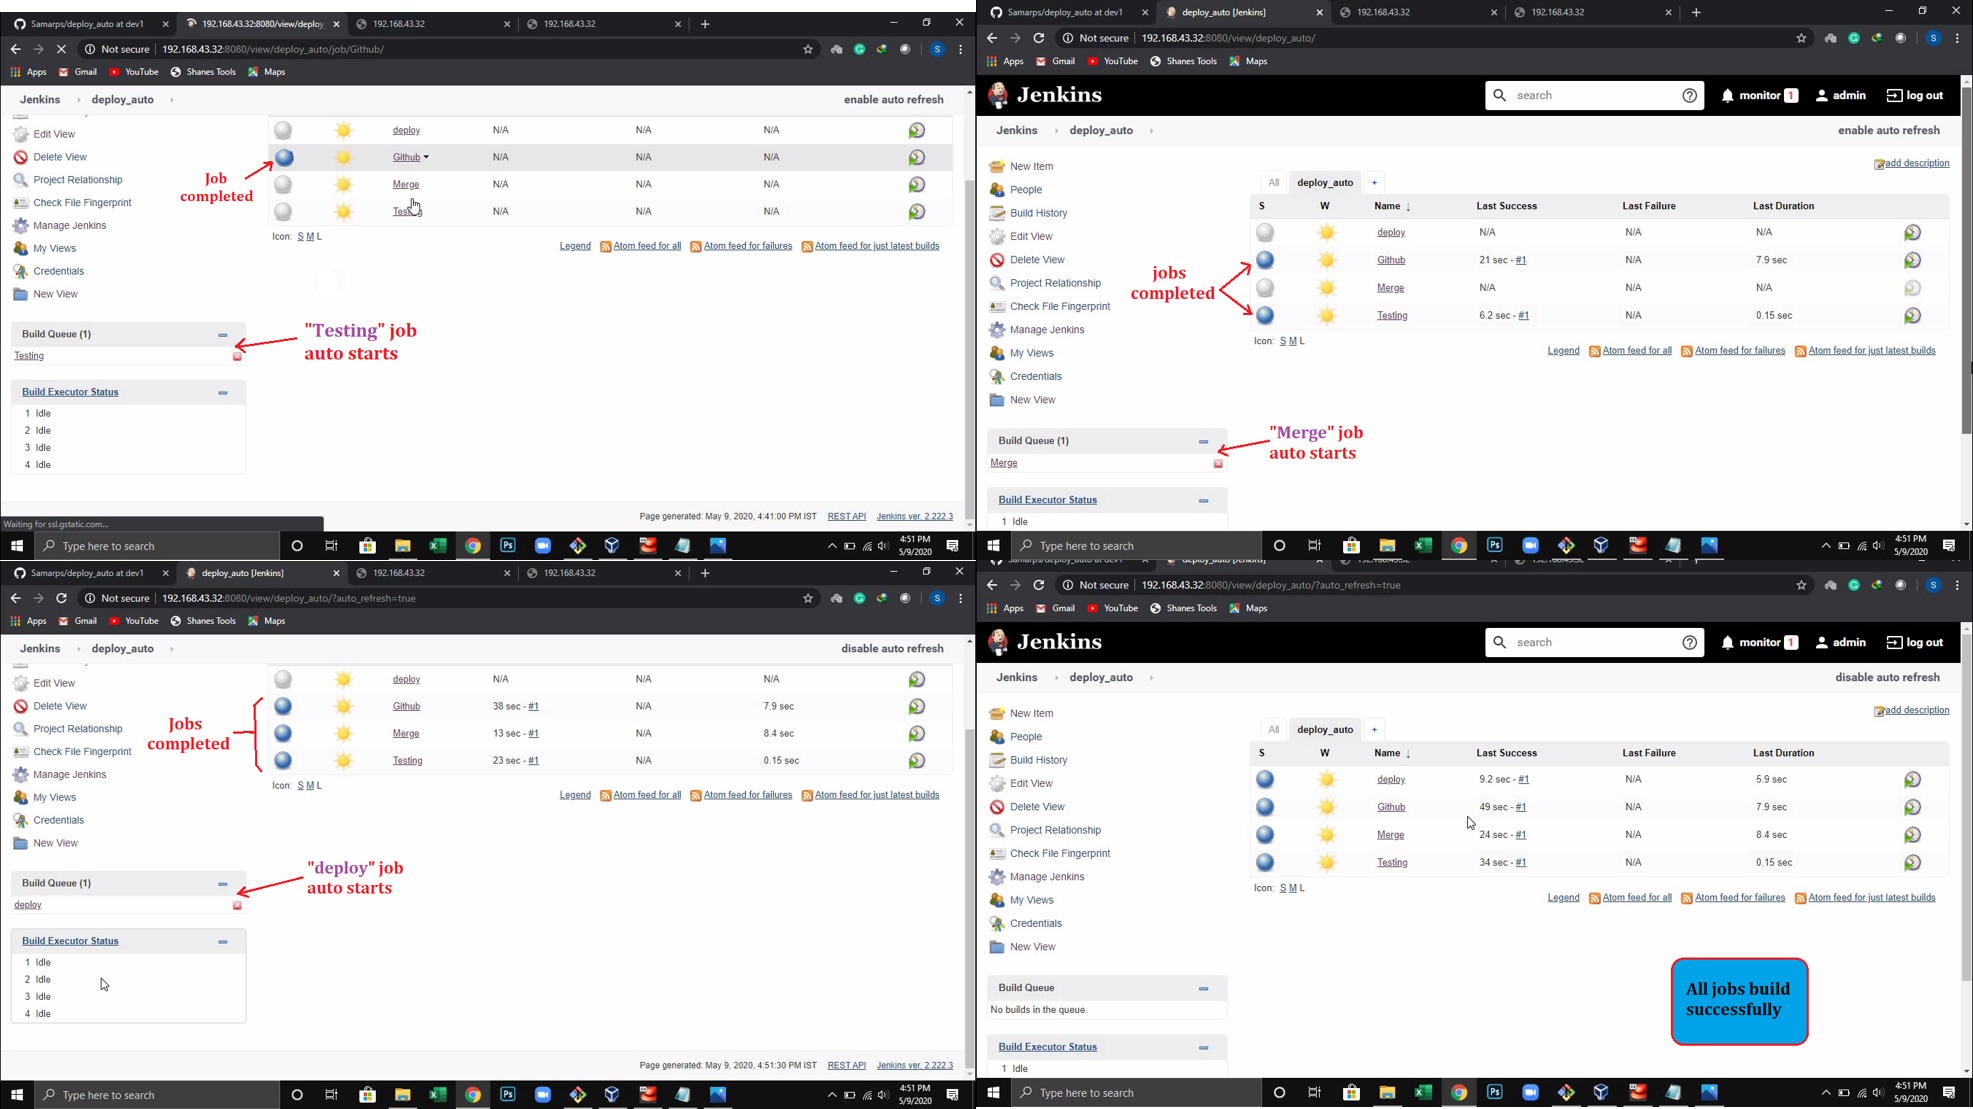 Samarps/deploy_auto at dev1
192.168.43.32:8080/view/deploy_
192.168.43.32
192.168.43.32
Not secure
192.168.43.32:8080/view/deploy_auto/job/Github/
Apps
Gmail
YouTube
Shanes Tools
Maps
Jenkins
deploy_auto
enable auto refresh
Edit View
Delete View
Project Relationship
Check File Fingerprint
Manage Jenkins
My Views
Credentials
New View
Job
completed
deploy N/A N/A N/A
Github N/A N/A N/A
Merge N/A N/A N/A
Testing N/A N/A N/A
Icon: S M L
Legend
Atom feed for all
Atom feed for failures
Atom feed for just latest builds
Build Queue (1)
Testing
"Testing" job
auto starts
Build Executor Status
1 Idle
2 Idle
3 Idle
4 Idle
Waiting for ssl.gstatic.com...
Page generated: May 9, 2020, 4:41:00 PM IST
REST API
Jenkins ver. 2.222.3
Type here to search
4:51 PM
5/9/2020
Samarps/deploy_auto at dev1
deploy_auto [Jenkins]
192.168.43.32
192.168.43.32
Not secure
192.168.43.32:8080/view/deploy_auto/
Apps
Gmail
YouTube
Shanes Tools
Maps
Jenkins
search
monitor 1
admin
log out
Jenkins
deploy_auto
enable auto refresh
New Item
People
Build History
Edit View
Delete View
Project Relationship
Check File Fingerprint
Manage Jenkins
My Views
Credentials
New View
add description
All
deploy_auto
+
S W Name ↓ Last Success Last Failure Last Duration
deploy N/A N/A N/A
Github 21 sec - #1 N/A 7.9 sec
Merge N/A N/A N/A
Testing 6.2 sec - #1 N/A 0.15 sec
jobs
completed
Icon: S M L
Legend
Atom feed for all
Atom feed for failures
Atom feed for just latest builds
Build Queue (1)
Merge
"Merge" job
auto starts
Build Executor Status
1 Idle
Type here to search
4:51 PM
5/9/2020
Samarps/deploy_auto at dev1
deploy_auto [Jenkins]
192.168.43.32
192.168.43.32
Not secure
192.168.43.32:8080/view/deploy_auto/?auto_refresh=true
Apps
Gmail
YouTube
Shanes Tools
Maps
Jenkins
deploy_auto
disable auto refresh
Edit View
Delete View
Project Relationship
Check File Fingerprint
Manage Jenkins
My Views
Credentials
New View
Jobs
completed
deploy N/A N/A N/A
Github 38 sec - #1 N/A 7.9 sec
Merge 13 sec - #1 N/A 8.4 sec
Testing 23 sec - #1 N/A 0.15 sec
Icon: S M L
Legend
Atom feed for all
Atom feed for failures
Atom feed for just latest builds
Build Queue (1)
deploy
"deploy" job
auto starts
Build Executor Status
1 Idle
2 Idle
3 Idle
4 Idle
Page generated: May 9, 2020, 4:51:30 PM IST
REST API
Jenkins ver. 2.222.3
Type here to search
4:51 PM
5/9/2020
Not secure
192.168.43.32:8080/view/deploy_auto/?auto_refresh=true
Apps
Gmail
YouTube
Shanes Tools
Maps
Jenkins
search
monitor 1
admin
log out
Jenkins
deploy_auto
disable auto refresh
New Item
People
Build History
Edit View
Delete View
Project Relationship
Check File Fingerprint
Manage Jenkins
My Views
Credentials
New View
add description
All
deploy_auto
+
S W Name ↓ Last Success Last Failure Last Duration
deploy 9.2 sec - #1 N/A 5.9 sec
Github 49 sec - #1 N/A 7.9 sec
Merge 24 sec - #1 N/A 8.4 sec
Testing 34 sec - #1 N/A 0.15 sec
Icon: S M L
Legend
Atom feed for all
Atom feed for failures
Atom feed for just latest builds
Build Queue
No builds in the queue.
Build Executor Status
1 Idle
All jobs build
successfully
Type here to search
4:51 PM
5/9/2020